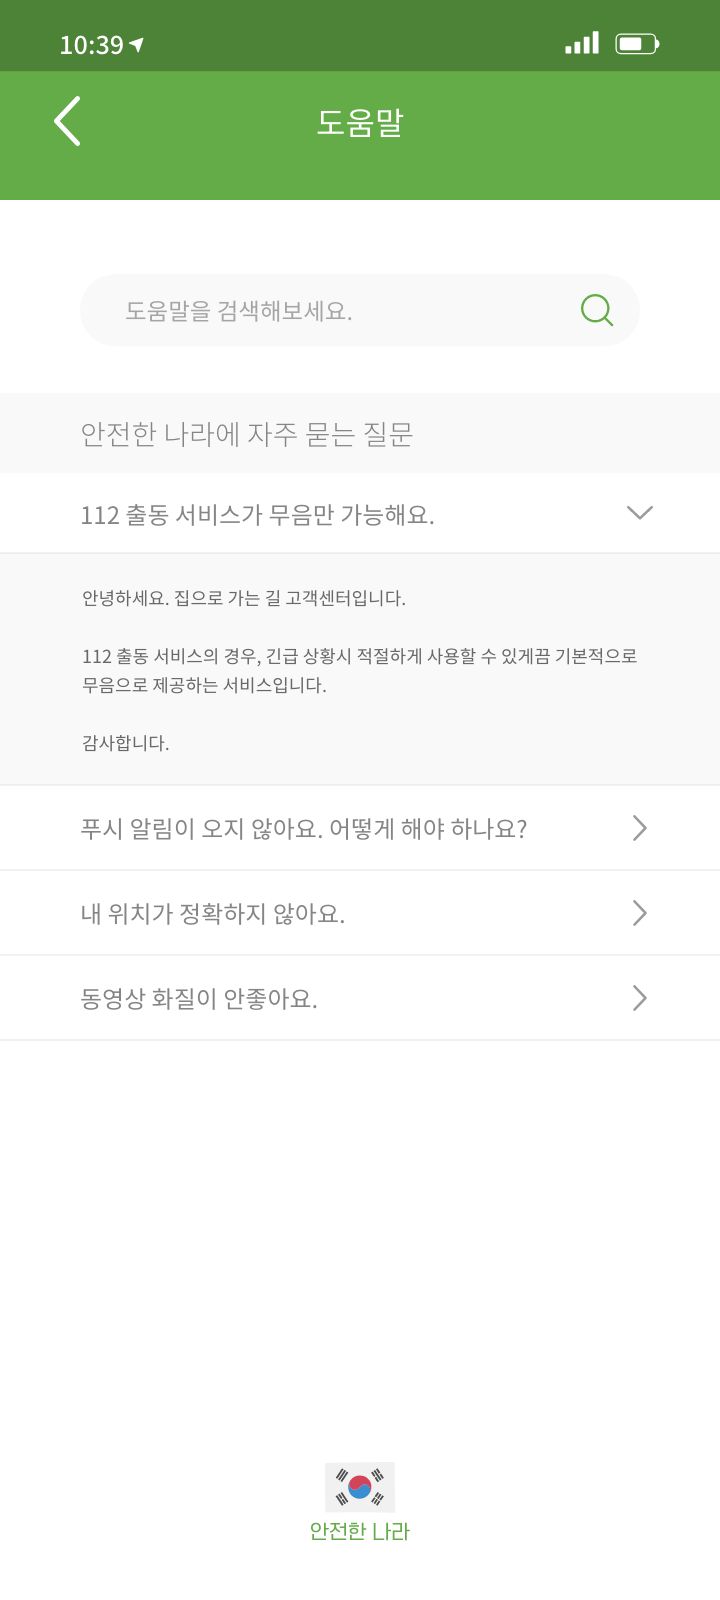 10:39
도움말
도움말을 검색해보세요.
안전한 나라에 자주 묻는 질문
112 출동 서비스가 무음만 가능해요.
안녕하세요. 집으로 가는 길 고객센터입니다.
112 출동 서비스의 경우, 긴급 상황시 적절하게 사용할 수 있게끔 기본적으로
무음으로 제공하는 서비스입니다.
감사합니다.
푸시 알림이 오지 않아요. 어떻게 해야 하나요?
내 위치가 정확하지 않아요.
동영상 화질이 안좋아요.
안전한 나라